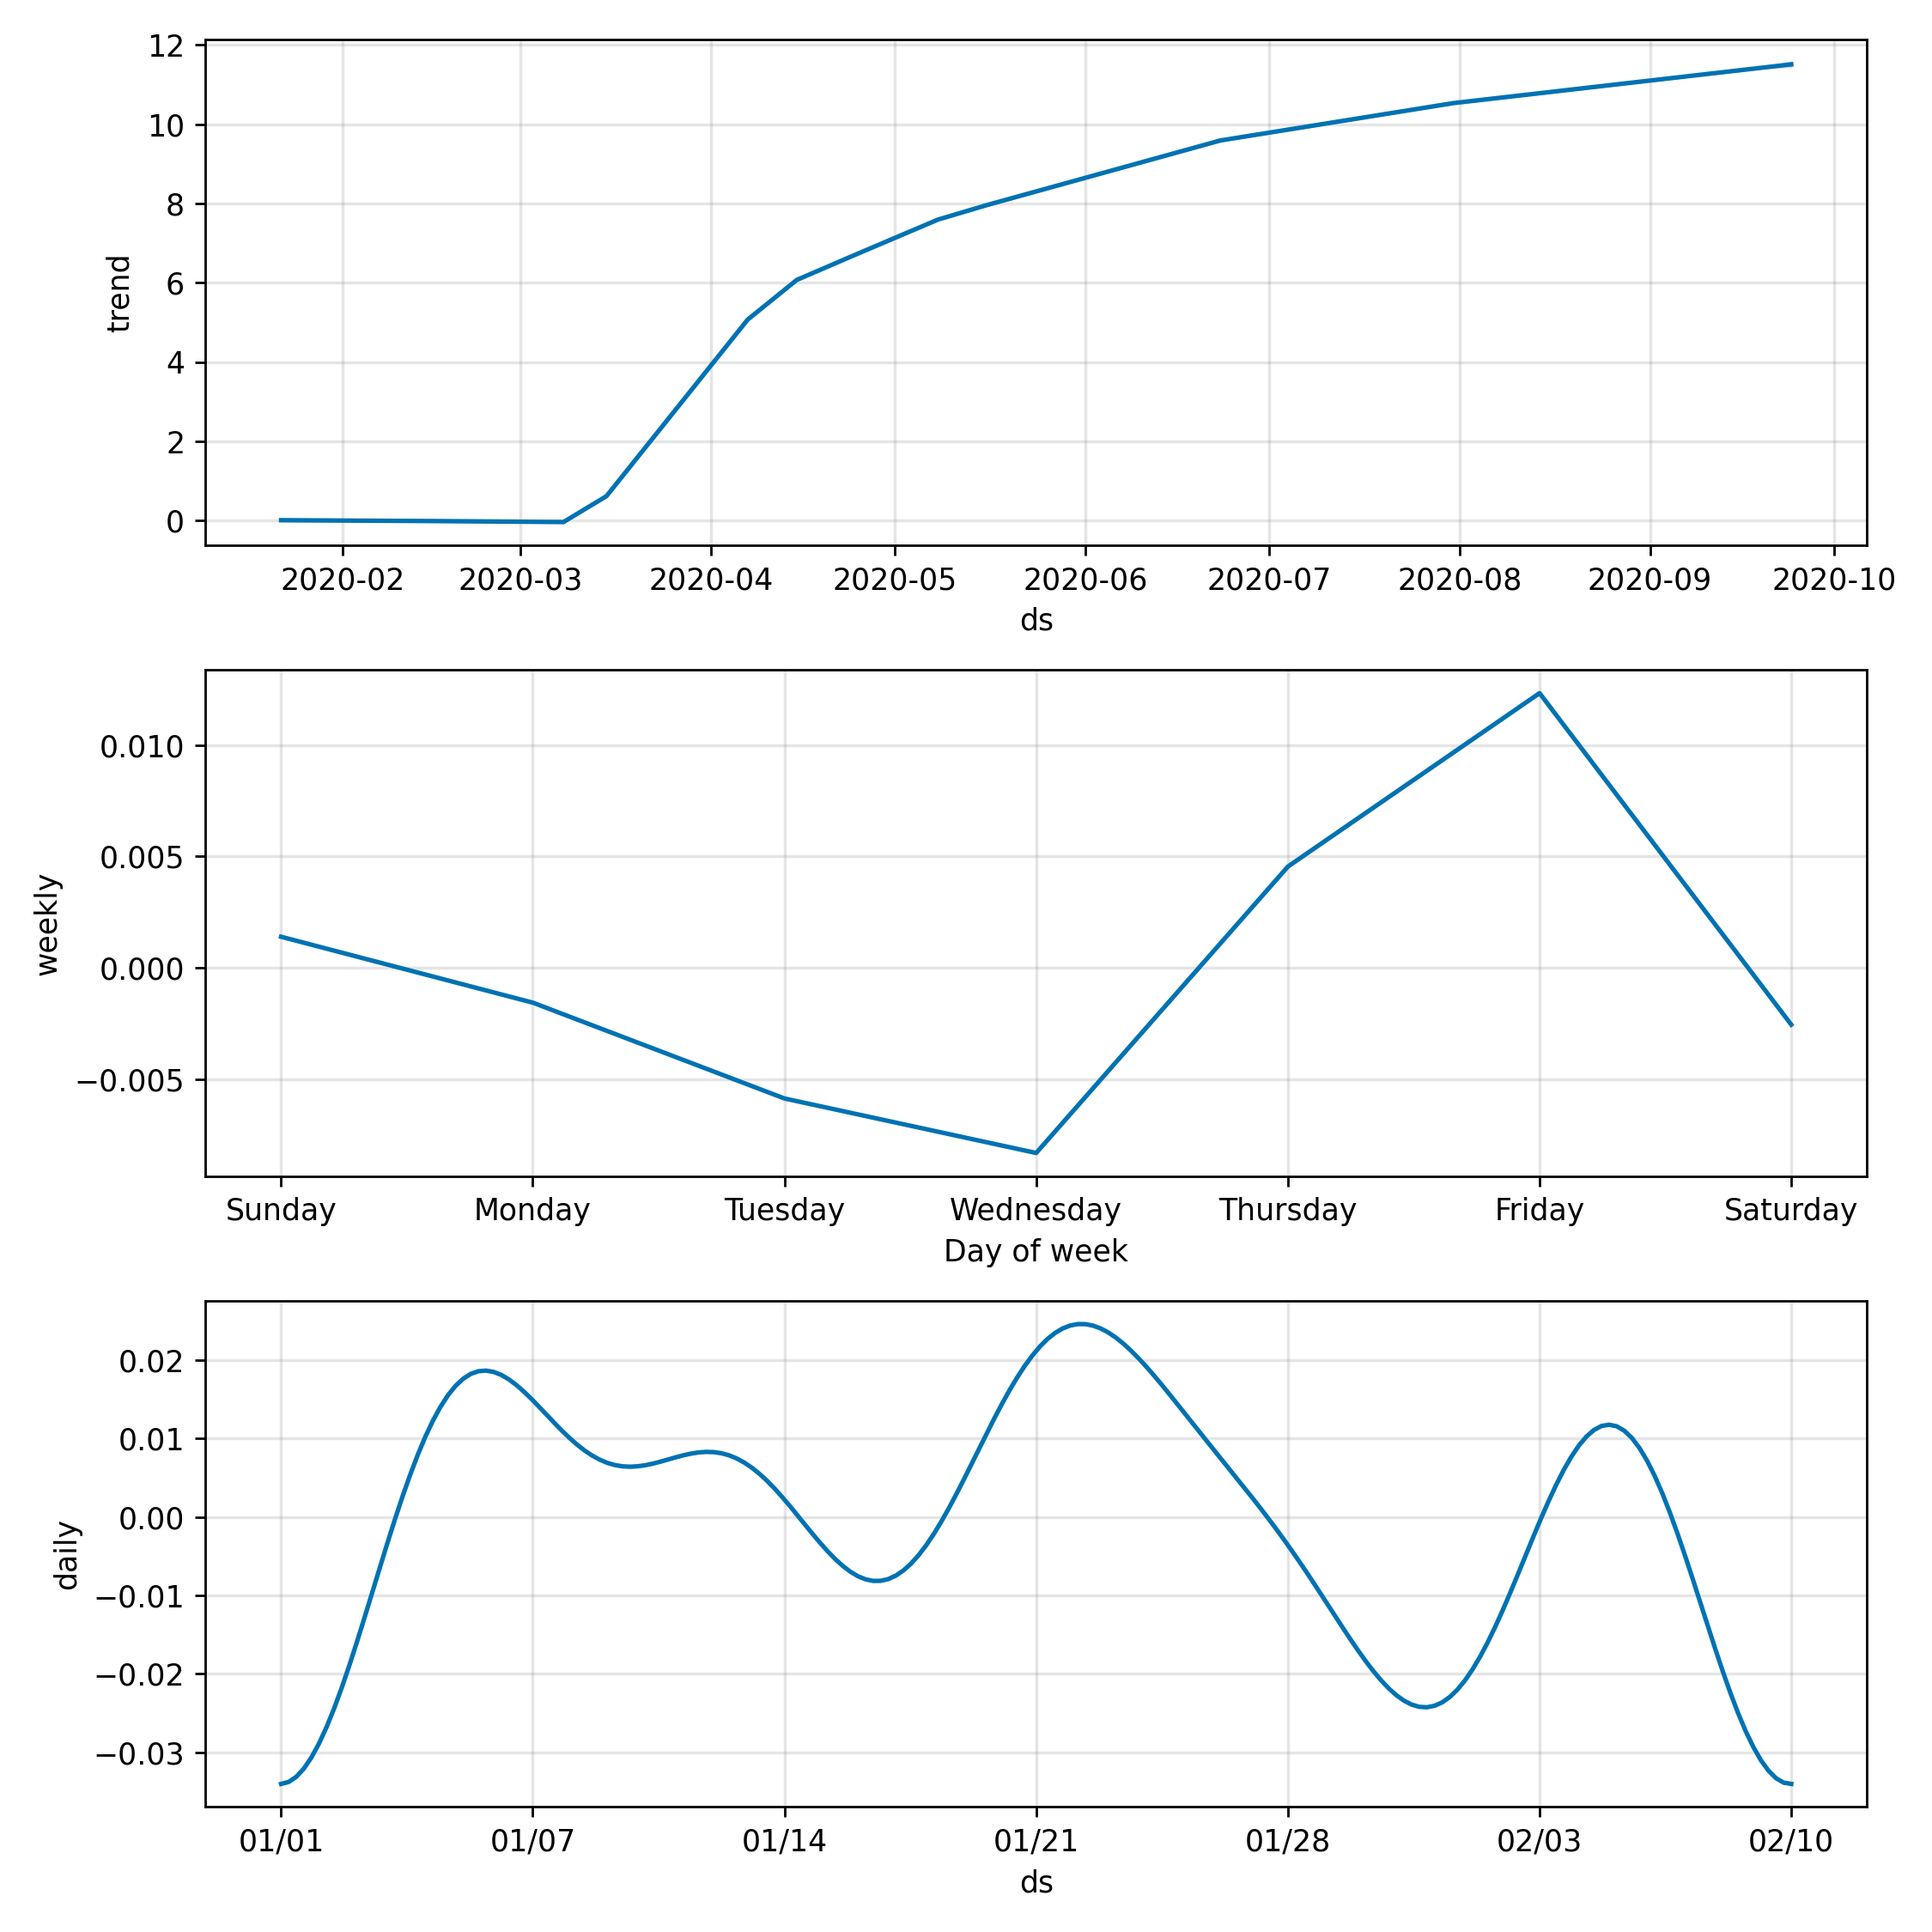 12
10
8
6
4
2
0
trend
2020-02 2020-03 2020-04 2020-05 2020-06 2020-07 2020-08 2020-09 2020-10
ds
0.010
0.005
0.000
−0.005
weekly
Sunday Monday Tuesday Wednesday Thursday Friday Saturday
Day of week
0.02
0.01
0.00
−0.01
−0.02
−0.03
daily
01/01 01/07 01/14 01/21 01/28 02/03 02/10
ds